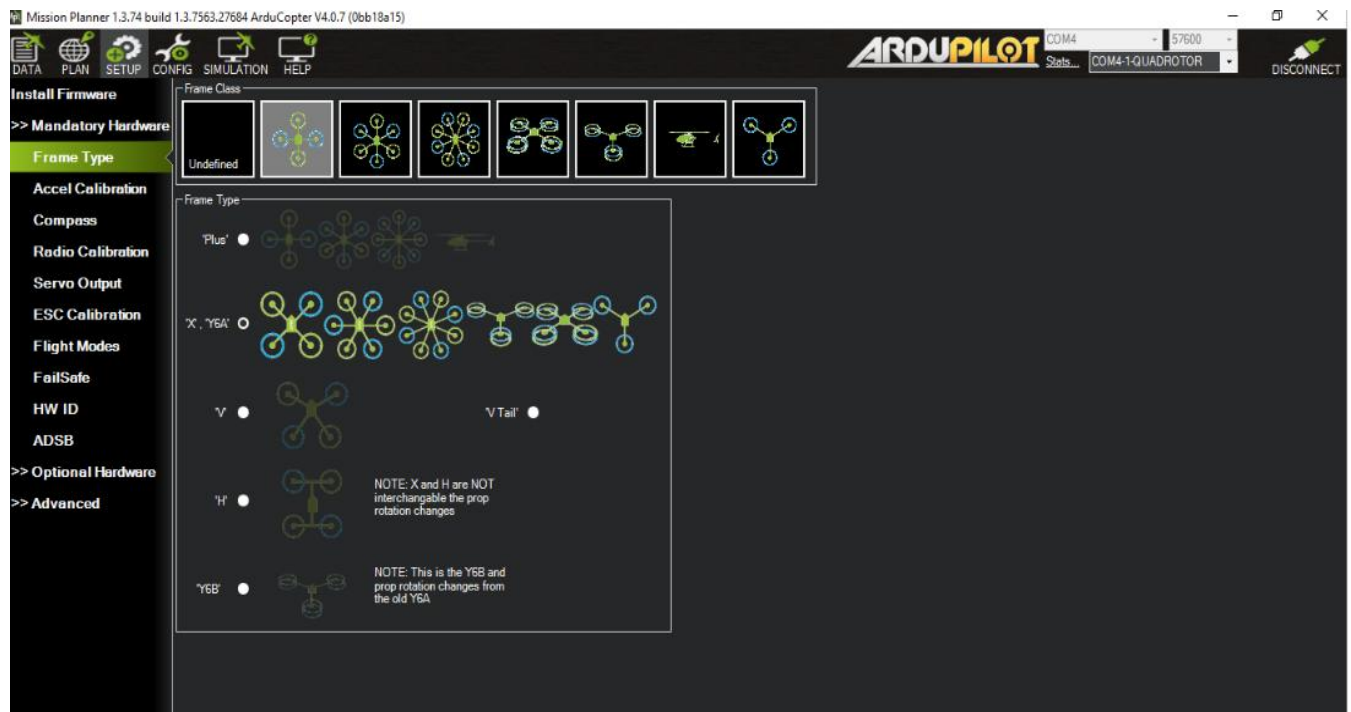 Mission Planner 1.3.74 build 1.3.7563.27684 ArduCopter V4.0.7 (0bb18a15)
DATA PLAN SETUP CONFIG SIMULATION HELP
ARDUPILOT
COM4 57600
Stats... COM4-1-QUADROTOR
DISCONNECT
Install Firmware
>> Mandatory Hardware
Frame Type
Accel Calibration
Compass
Radio Calibration
Servo Output
ESC Calibration
Flight Modes
FailSafe
HW ID
ADSB
>> Optional Hardware
>> Advanced
Frame Class
Undefined
Frame Type
'Plus'
'X', 'Y6A'
'V'
'V Tail'
'H'
NOTE: X and H are NOT
interchangable the prop
rotation changes
'Y6B'
NOTE: This is the Y6B and
prop rotation changes from
the old Y6A